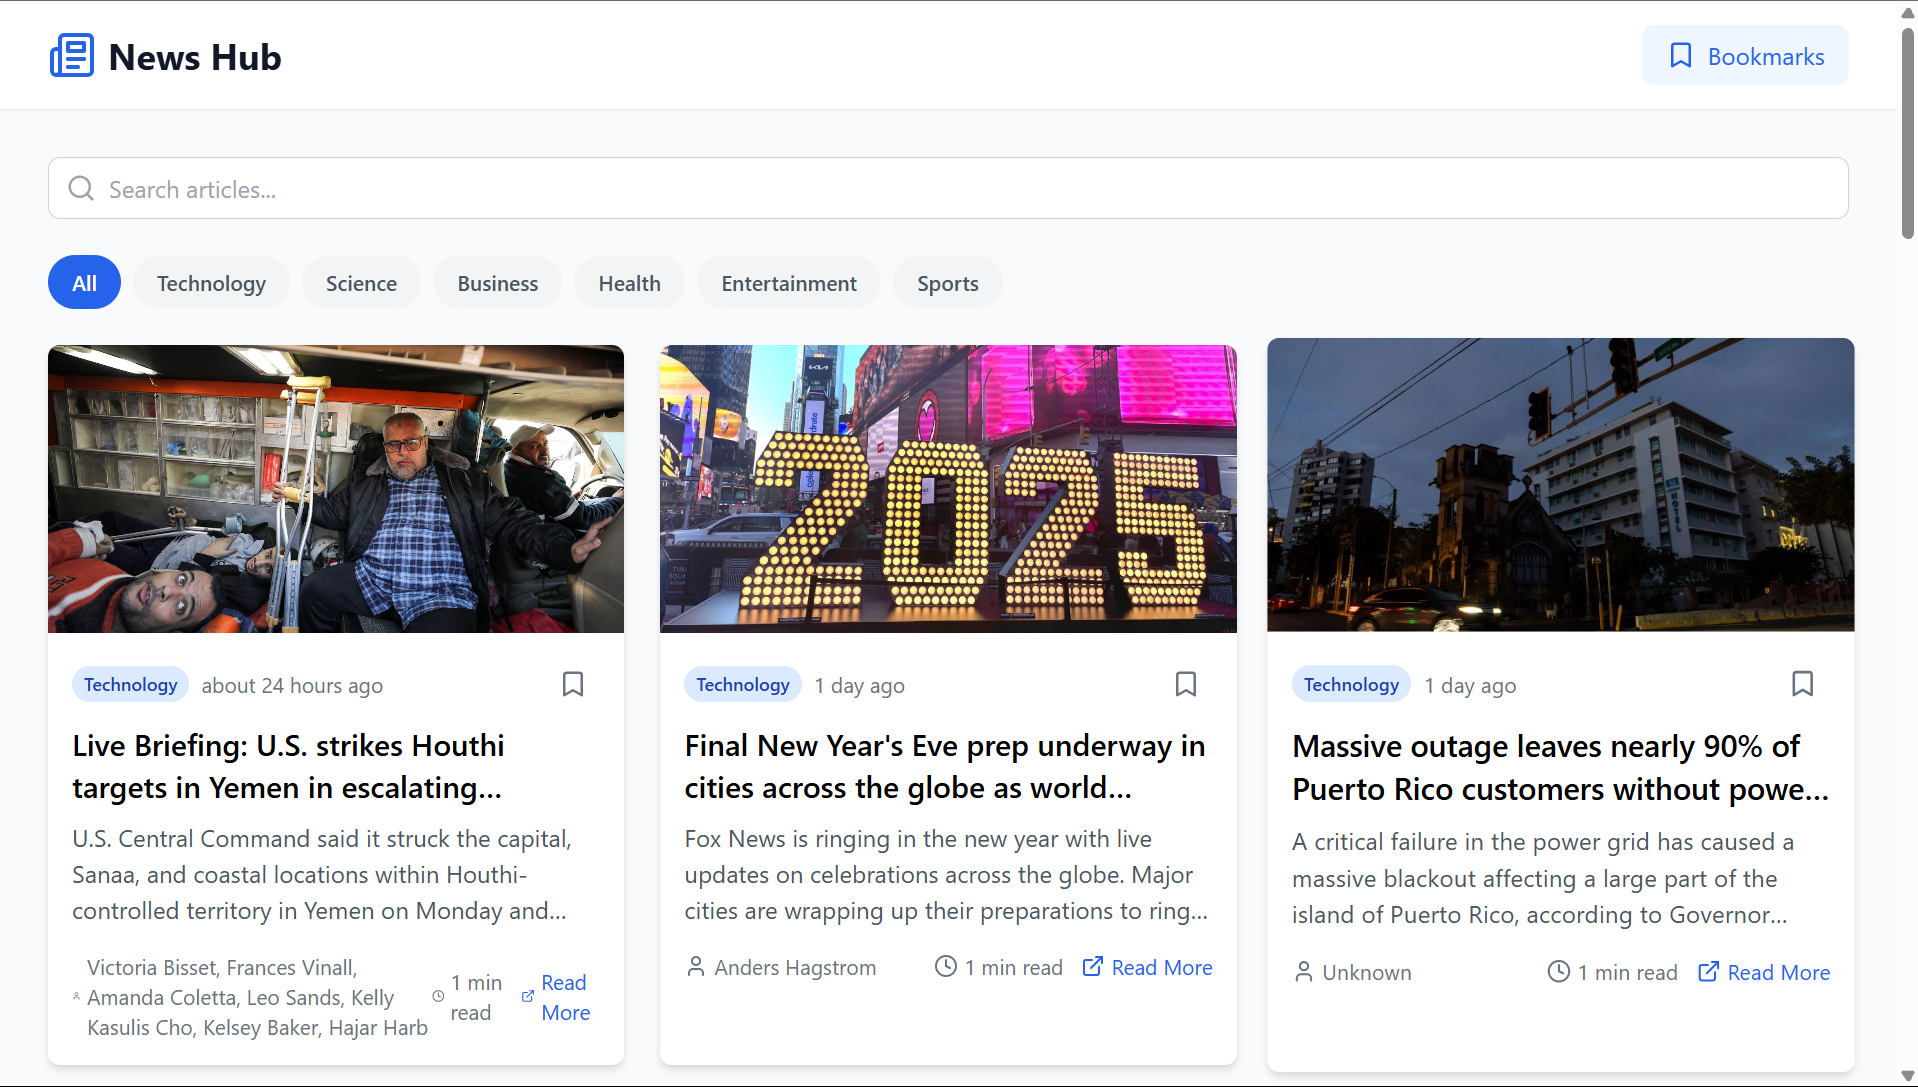 News Hub
Bookmarks
Search articles...
All
Technology
Science
Business
Health
Entertainment
Sports
2025
HOTEL
Technology
about 24 hours ago
Live Briefing: U.S. strikes Houthi
targets in Yemen in escalating...
U.S. Central Command said it struck the capital,
Sanaa, and coastal locations within Houthi-
controlled territory in Yemen on Monday and...
Victoria Bisset, Frances Vinall,
Amanda Coletta, Leo Sands, Kelly
Kasulis Cho, Kelsey Baker, Hajar Harb
1 min
read
Read
More
Technology
1 day ago
Final New Year's Eve prep underway in
cities across the globe as world...
Fox News is ringing in the new year with live
updates on celebrations across the globe. Major
cities are wrapping up their preparations to ring...
Anders Hagstrom
1 min read
Read More
Technology
1 day ago
Massive outage leaves nearly 90% of
Puerto Rico customers without powe...
A critical failure in the power grid has caused a
massive blackout affecting a large part of the
island of Puerto Rico, according to Governor...
Unknown
1 min read
Read More